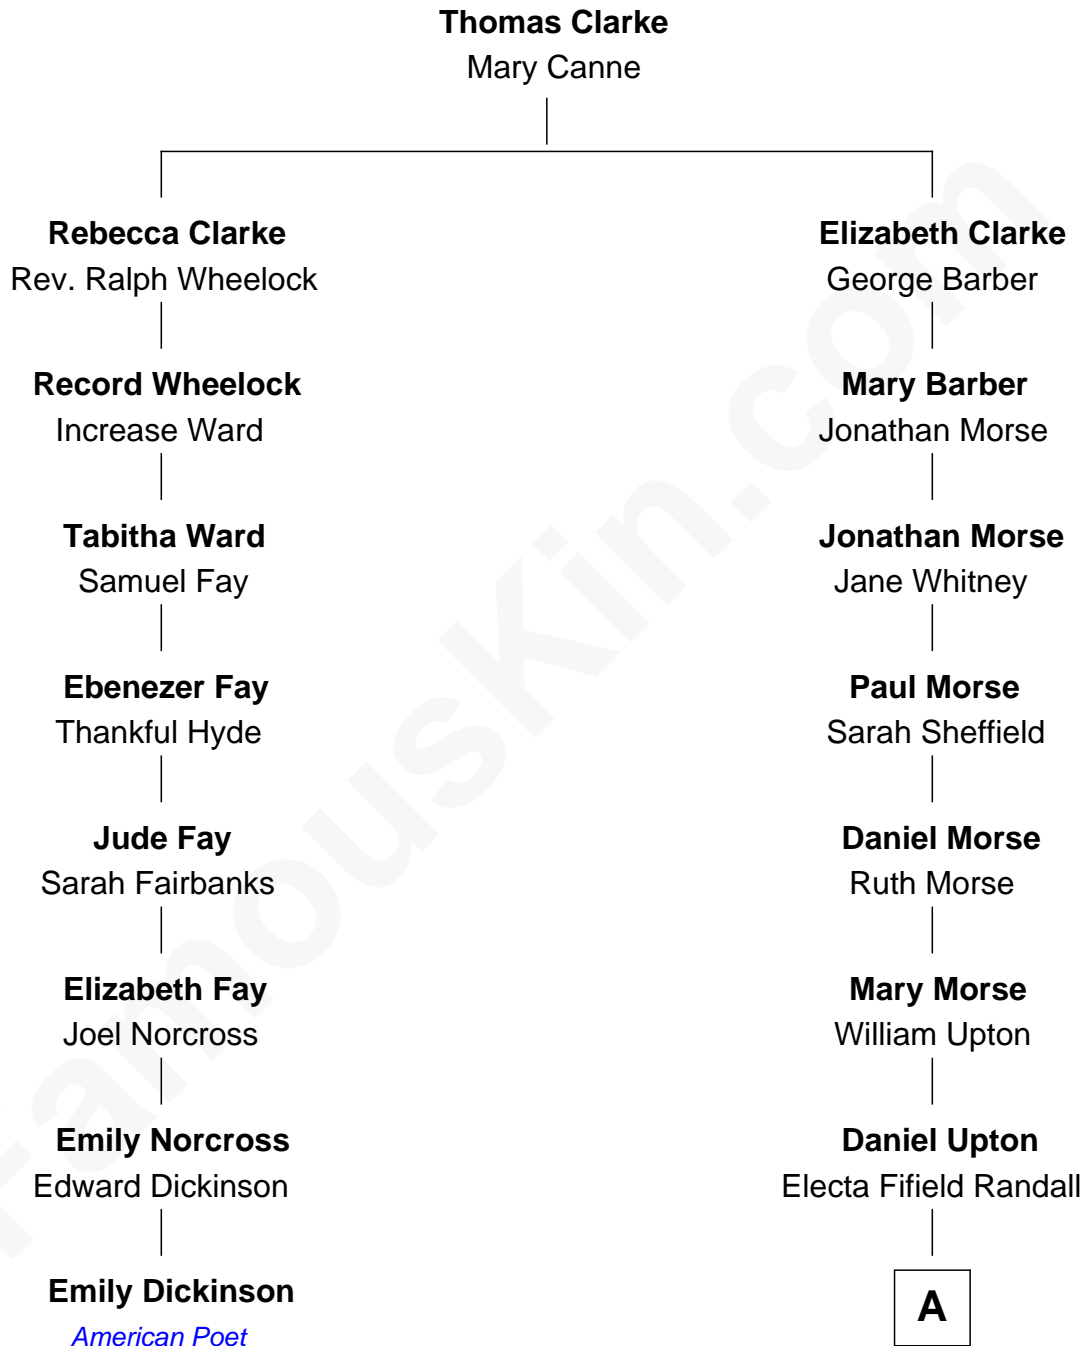 Thomas Clarke
Mary Canne
Rebecca Clarke
Rev. Ralph Wheelock
Elizabeth Clarke
George Barber
Record Wheelock
Increase Ward
Mary Barber
Jonathan Morse
Tabitha Ward
Samuel Fay
Jonathan Morse
Jane Whitney
Ebenezer Fay
Thankful Hyde
Paul Morse
Sarah Sheffield
Jude Fay
Sarah Fairbanks
Daniel Morse
Ruth Morse
Elizabeth Fay
Joel Norcross
Mary Morse
William Upton
Emily Norcross
Edward Dickinson
Daniel Upton
Electa Fifield Randall
Emily Dickinson
American Poet
A
FamousKin.com